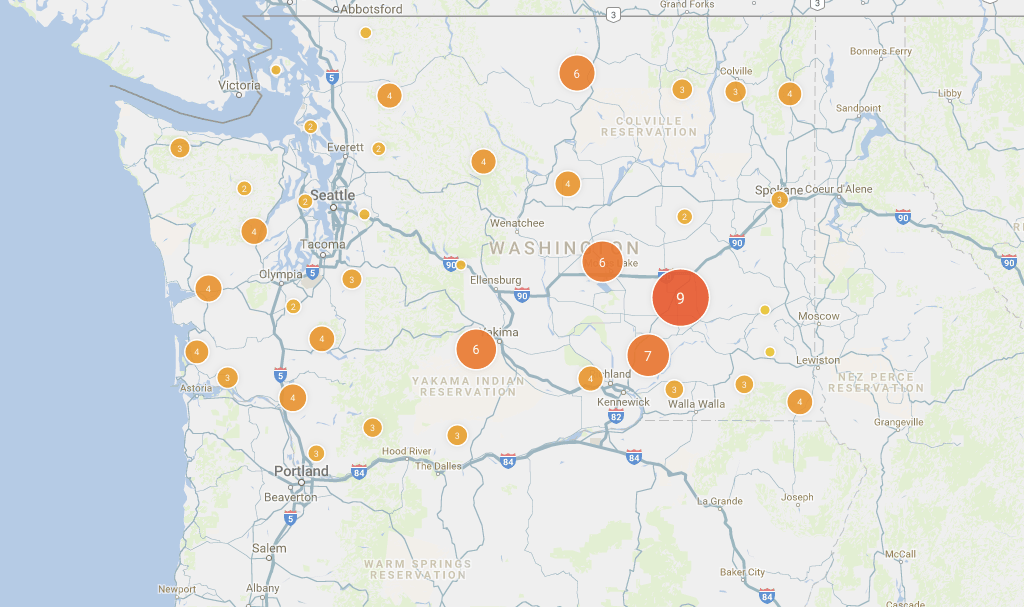 Abbotsford
3
Grand Forks
3
Bonners Ferry
6
5
Colville
Victoria
4
3
3
4
Libby
Sandpoint
COLVILLE
RESERVATION
2
3
Everett
2
4
4
2
Seattle
2
Spokane
Coeur d'Alene
3
2
90
Wenatchee
4
WASHINGTON
90
Tacoma
6
ake
90
90
Olympia
5
3
Ellensburg
4
90
9
2
Moscow
kima
4
6
7
4
Lewiston
3
5
4
hland
YAKAMA INDIAN
RESERVATION
NEZ PERCE
RESERVATION
Astoria
4
3
3
Kennewick
Walla Walla
4
82
Grangeville
3
3
3
Hood River
84
84
Portland
84
The Dalles
Beaverton
La Grande
Joseph
5
Salem
McCall
WARM SPRINGS
RESERVATION
Baker City
Newport
Albany
84
Cascade